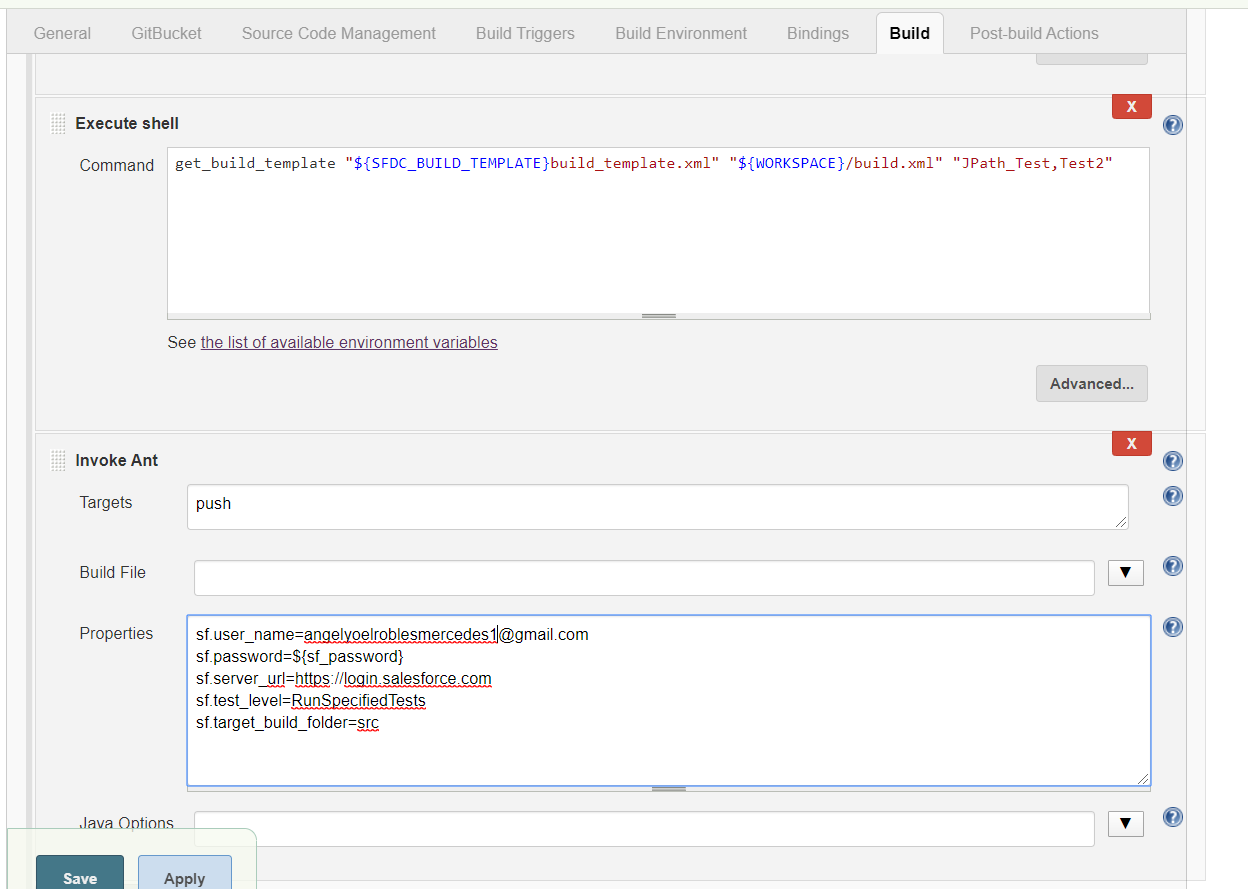 General GitBucket Source Code Management Build Triggers Build Environment Bindings Build Post-build Actions
X
Execute shell
?
Command
get_build_template "${SFDC_BUILD_TEMPLATE}build_template.xml" "${WORKSPACE}/build.xml" "JPath_Test,Test2"
See the list of available environment variables
Advanced...
X
Invoke Ant
?
Targets
push
?
Build File
▼
?
Properties
sf.user_name=angelyoelroblesmercedes1@gmail.com
sf.password=${sf_password}
sf.server_url=https://login.salesforce.com
sf.test_level=RunSpecifiedTests
sf.target_build_folder=src
?
Java Options
▼
?
Save Apply